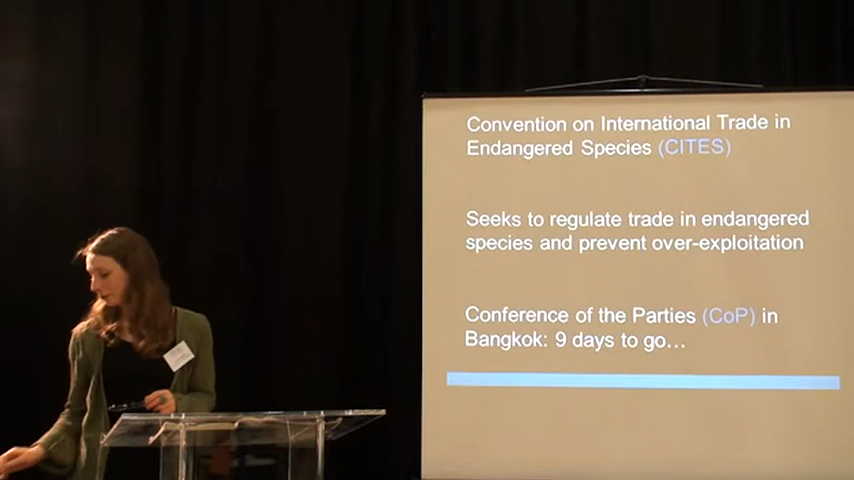 Convention on International Trade in
Endangered Species (CITES)
Seeks to regulate trade in endangered
species and prevent over-exploitation
Conference of the Parties (CoP) in
Bangkok: 9 days to go...